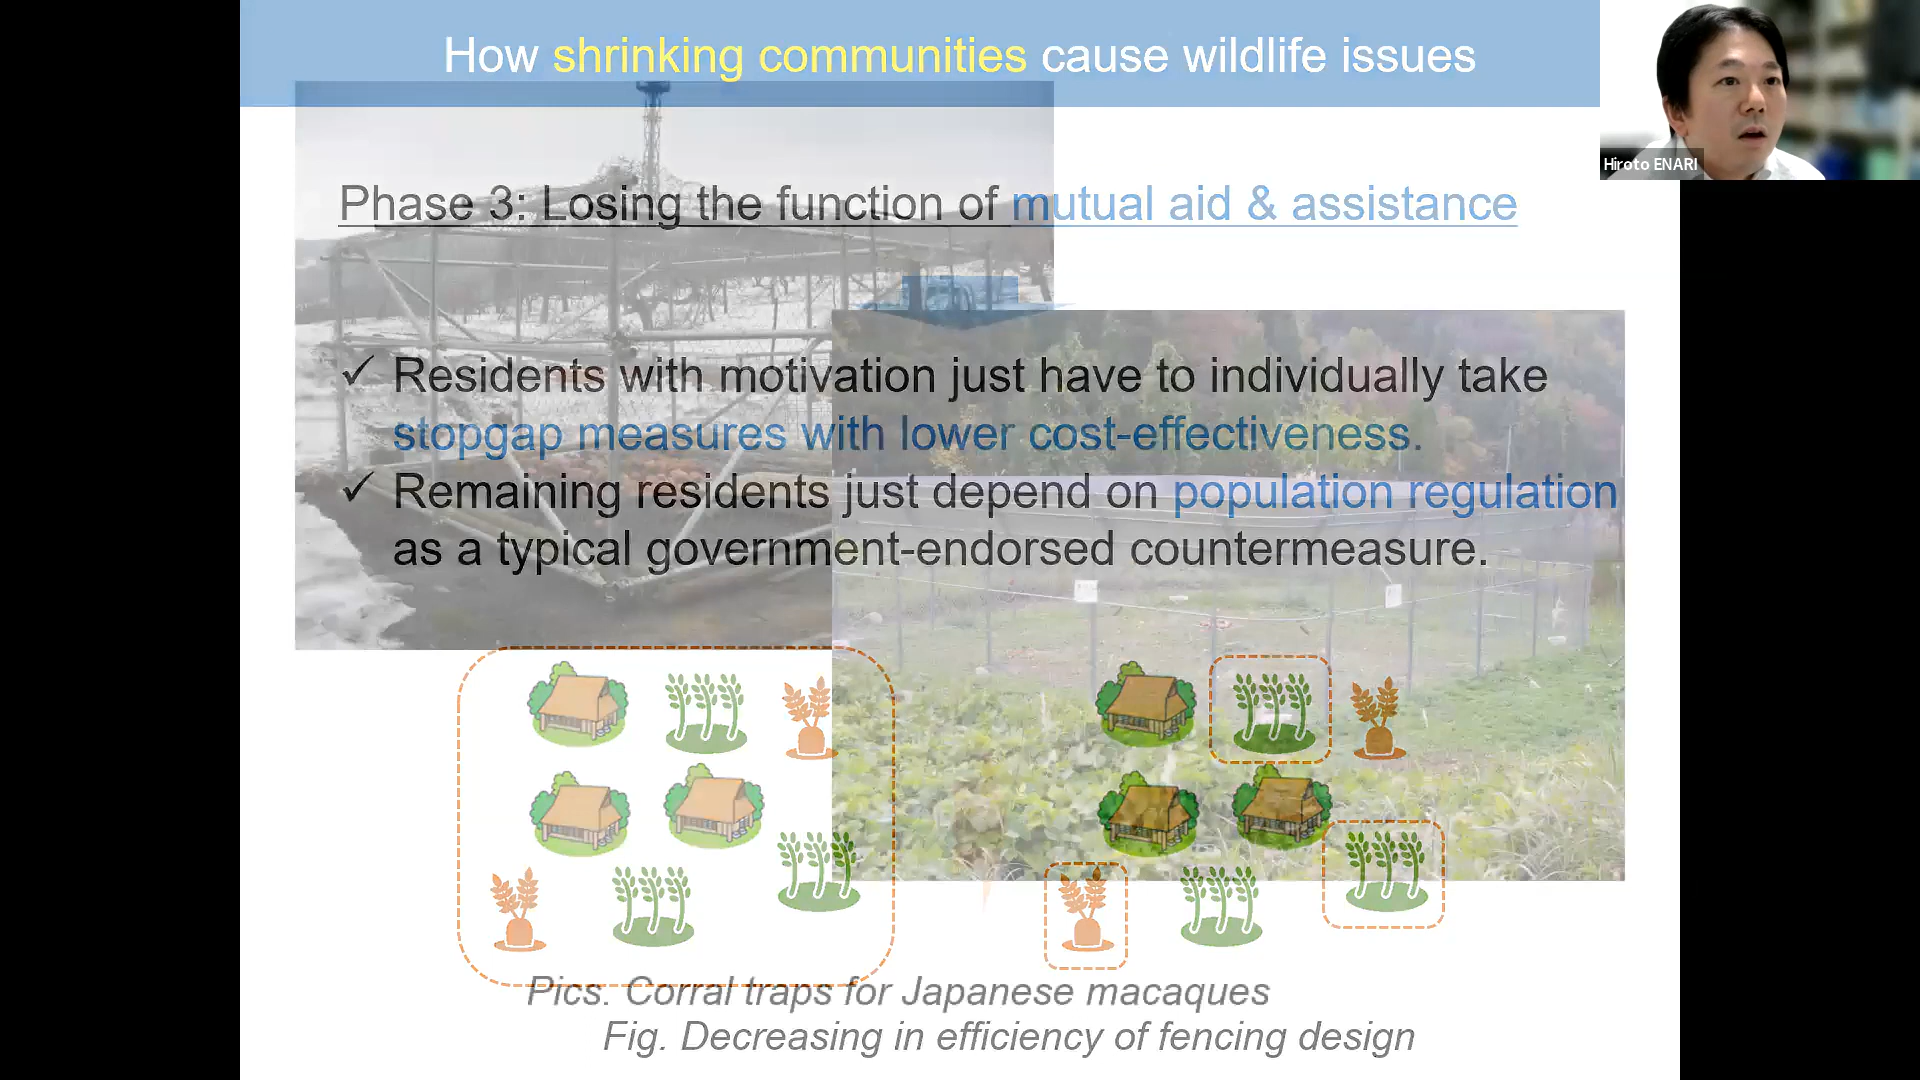 How shrinking communities cause wildlife issues
Hiroto ENARI
Phase 3: Losing the function of mutual aid & assistance
✓ Residents with motivation just have to individually take
stopgap measures with lower cost-effectiveness.
✓ Remaining residents just depend on population regulation
as a typical government-endorsed countermeasure.
Pics. Corral traps for Japanese macaques
Fig. Decreasing in efficiency of fencing design